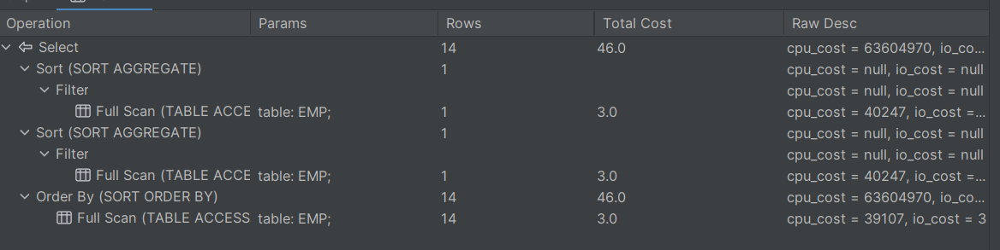 Operation Params Rows Total Cost Raw Desc
Select 14 46.0 cpu_cost = 63604970, io_co...
Sort (SORT AGGREGATE) 1 cpu_cost = null, io_cost = null
Filter cpu_cost = null, io_cost = null
Full Scan (TABLE ACCE table: EMP; 1 3.0 cpu_cost = 40247, io_cost =...
Sort (SORT AGGREGATE) 1 cpu_cost = null, io_cost = null
Filter cpu_cost = null, io_cost = null
Full Scan (TABLE ACCE table: EMP; 1 3.0 cpu_cost = 40247, io_cost =...
Order By (SORT ORDER BY) 14 46.0 cpu_cost = 63604970, io_co...
Full Scan (TABLE ACCESS table: EMP; 14 3.0 cpu_cost = 39107, io_cost = 3